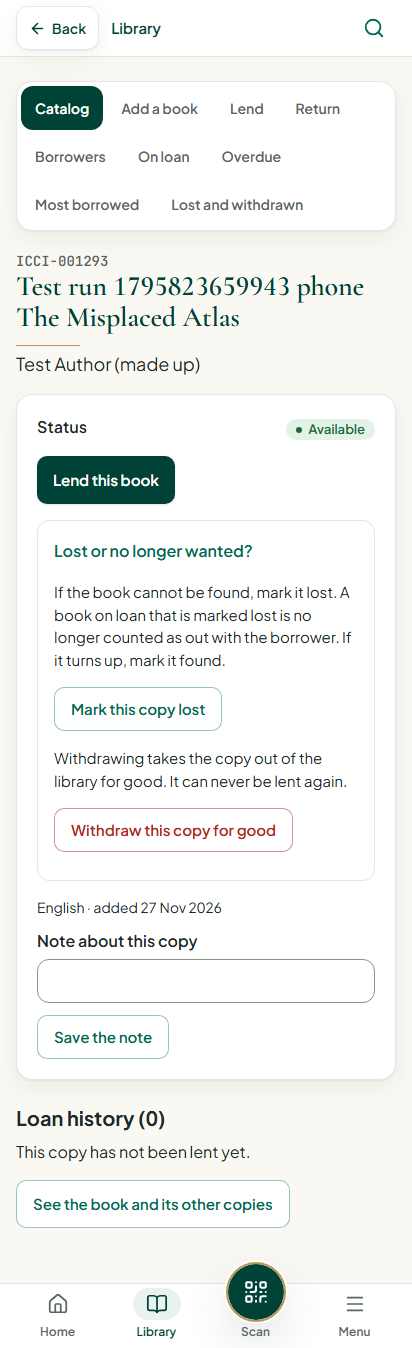 Back
Library
Catalog
Add a book
Lend
Return
Borrowers
On loan
Overdue
Most borrowed
Lost and withdrawn
ICCI-001293
Test run 1795823659943 phone
The Misplaced Atlas
Test Author (made up)
Status
Available
Lend this book
Lost or no longer wanted?
If the book cannot be found, mark it lost. A
book on loan that is marked lost is no
longer counted as out with the borrower. If
it turns up, mark it found.
Mark this copy lost
Withdrawing takes the copy out of the
library for good. It can never be lent again.
Withdraw this copy for good
English · added 27 Nov 2026
Note about this copy
Save the note
Loan history (0)
This copy has not been lent yet.
See the book and its other copies
Home
Library
Scan
Menu